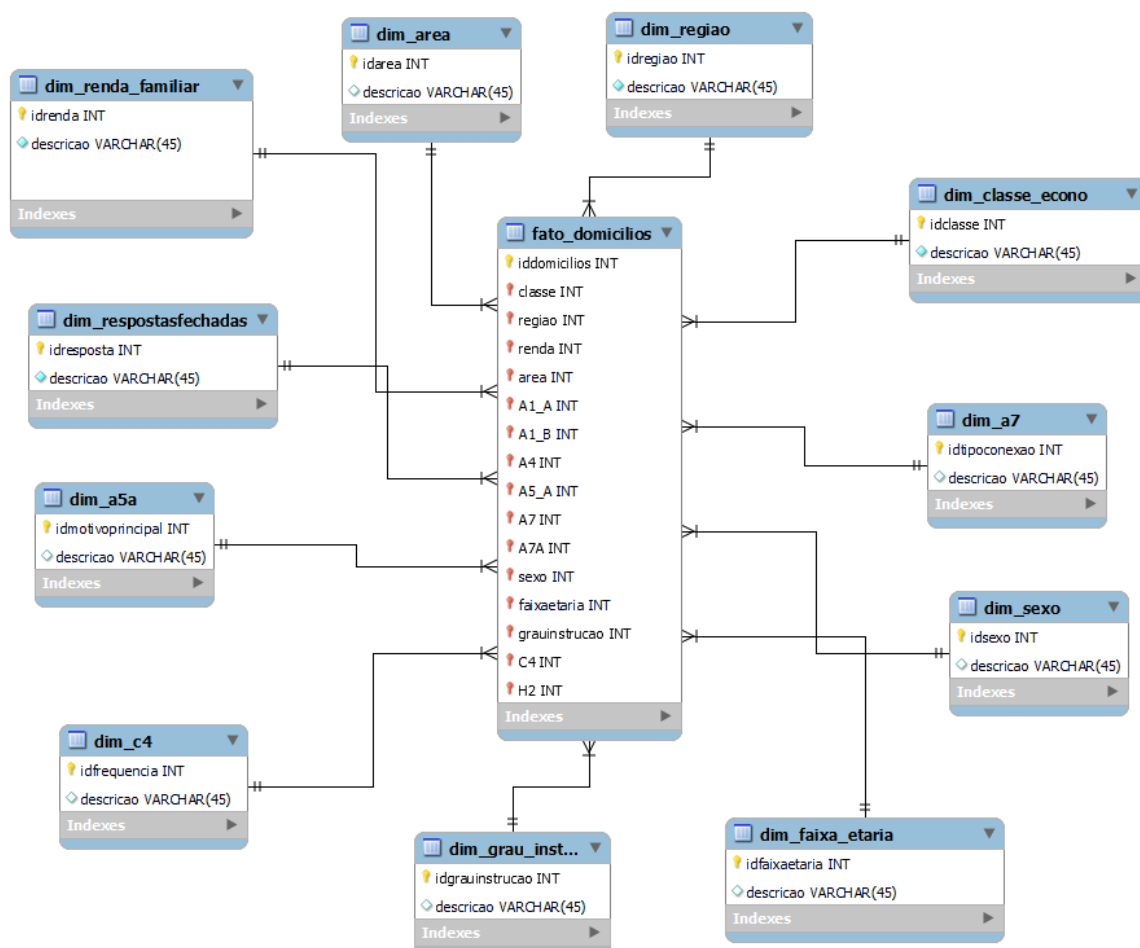 dim_area
idarea INT
descricao VARCHAR(45)
Indexes
dim_regiao
idregiao INT
descricao VARCHAR(45)
Indexes
dim_renda_familiar
idrenda INT
descricao VARCHAR(45)
Indexes
dim_classe_econo
idclasse INT
descricao VARCHAR(45)
Indexes
fato_domicilios
iddomicilios INT
classe INT
regiao INT
renda INT
area INT
A1_A INT
A1_B INT
A4 INT
A5_A INT
A7 INT
A7A INT
sexo INT
faixaetaria INT
grauinstrucao INT
C4 INT
H2 INT
Indexes
dim_respostasfechadas
idresposta INT
descricao VARCHAR(45)
Indexes
dim_a7
idtipoconexao INT
descricao VARCHAR(45)
Indexes
dim_a5a
idmotivoprincipal INT
descricao VARCHAR(45)
Indexes
dim_sexo
idsexo INT
descricao VARCHAR(45)
Indexes
dim_c4
idfrequencia INT
descricao VARCHAR(45)
Indexes
dim_grau_inst...
idgrauinstrucao INT
descricao VARCHAR(45)
Indexes
dim_faixa_etaria
idfaixaetaria INT
descricao VARCHAR(45)
Indexes